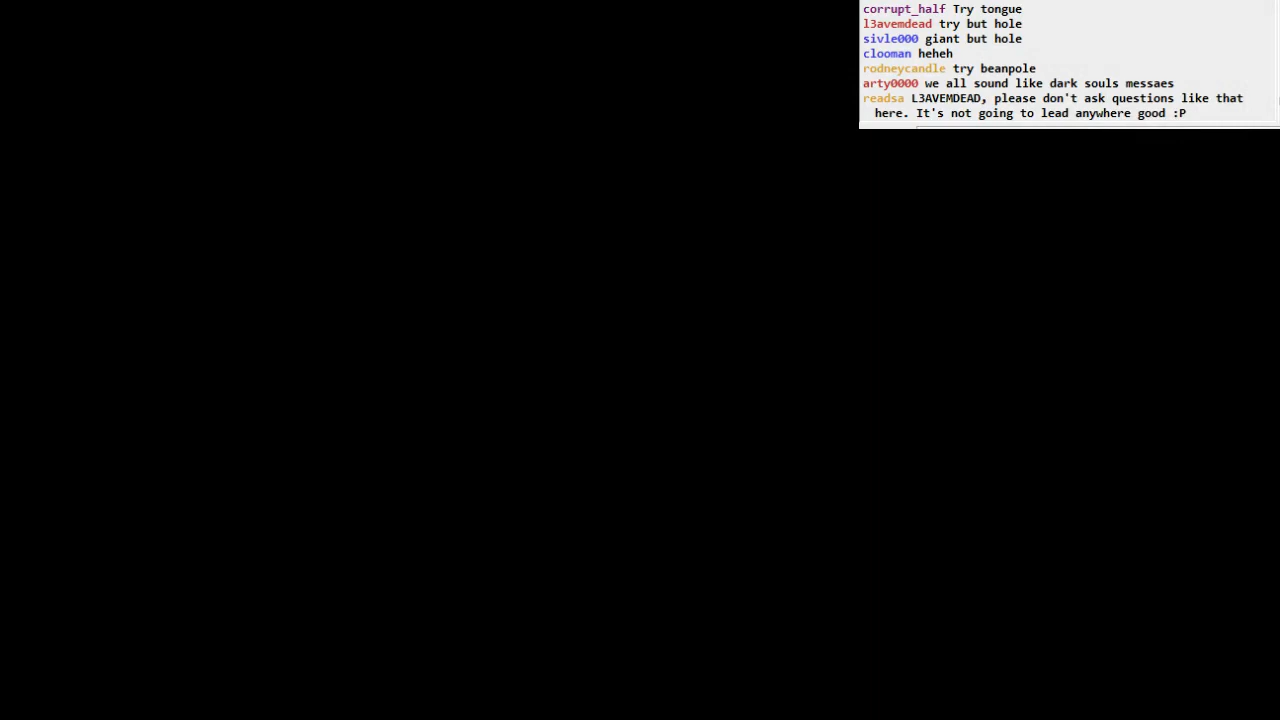 corrupt_half Try tongue
l3avemdead try but hole
sivle000 giant but hole
clooman heheh
rodneycandle try beanpole
arty0000 we all sound like dark souls messaes
readsa L3AVEMDEAD, please don't ask questions like that
here. It's not going to lead anywhere good :P